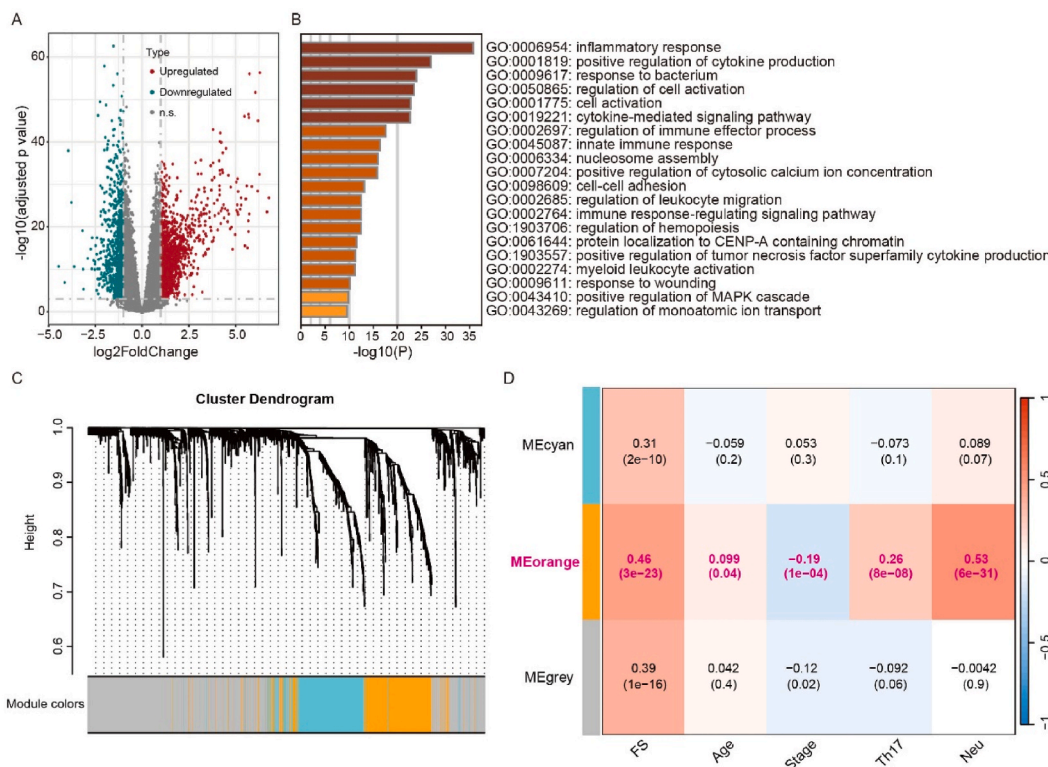 A
-log10(adjusted p value)
60
40
20
0
Type
Upregulated
Downregulated
n.s.
−5.0
−2.5
0.0
2.5
5.0
log2FoldChange
B
GO:0006954: inflammatory response
GO:0001819: positive regulation of cytokine production
GO:0009617: response to bacterium
GO:0050865: regulation of cell activation
GO:0001775: cell activation
GO:0019221: cytokine-mediated signaling pathway
GO:0002697: regulation of immune effector process
GO:0045087: innate immune response
GO:0006334: nucleosome assembly
GO:0007204: positive regulation of cytosolic calcium ion concentration
GO:0098609: cell-cell adhesion
GO:0002685: regulation of leukocyte migration
GO:0002764: immune response-regulating signaling pathway
GO:1903706: regulation of hemopoiesis
GO:0061644: protein localization to CENP-A containing chromatin
GO:1903557: positive regulation of tumor necrosis factor superfamily cytokine production
GO:0002274: myeloid leukocyte activation
GO:0009611: response to wounding
GO:0043410: positive regulation of MAPK cascade
GO:0043269: regulation of monoatomic ion transport
0 5 10 15 20 25 30 35
-log10(P)
C
Cluster Dendrogram
Height
1.0
0.9
0.8
0.7
0.6
Module colors
D
MEcyan
0.31 −0.059 0.053 −0.073 0.089
(2e−10) (0.2) (0.3) (0.1) (0.07)
MEorange
0.46 0.099 −0.19 0.26 0.53
(3e−23) (0.04) (1e−04) (8e−08) (6e−31)
MEgrey
0.39 0.042 −0.12 −0.092 −0.0042
(1e−16) (0.4) (0.02) (0.06) (0.9)
FS Age Stage Th17 Neu
1
0.5
0
−0.5
−1